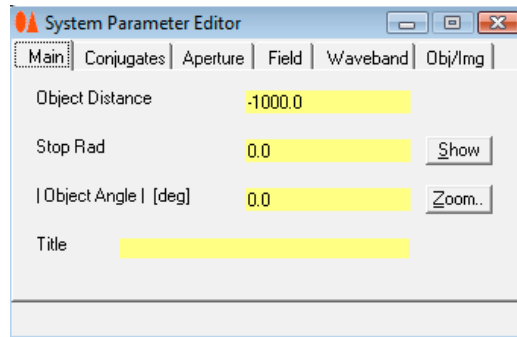 System Parameter Editor
Main Conjugates Aperture Field Waveband Obj/Img
Object Distance -1000.0
Stop Rad 0.0 Show
| Object Angle | [deg] 0.0 Zoom..
Title